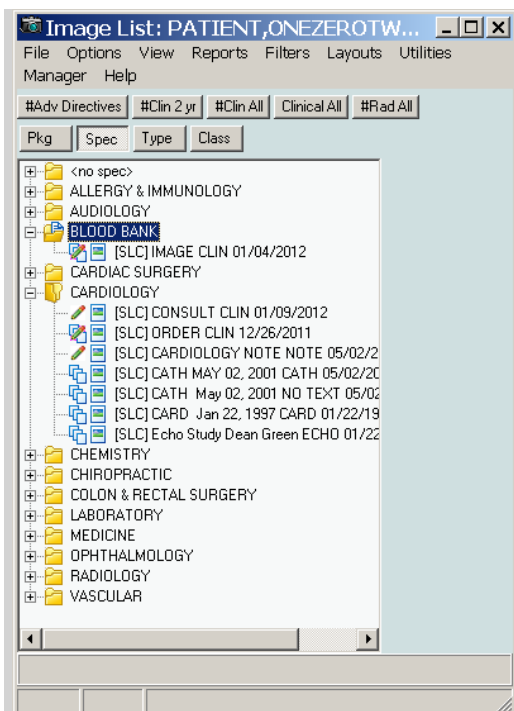 Image List: PATIENT,ONEZEROTW...
File Options View Reports Filters Layouts Utilities
Manager Help
#Adv Directives #Clin 2 yr #Clin All Clinical All #Rad All
Pkg Spec Type Class
<no spec>
ALLERGY & IMMUNOLOGY
AUDIOLOGY
BLOOD BANK
[SLC] IMAGE CLIN 01/04/2012
CARDIAC SURGERY
CARDIOLOGY
[SLC] CONSULT CLIN 01/09/2012
[SLC] ORDER CLIN 12/26/2011
[SLC] CARDIOLOGY NOTE NOTE 05/02/2
[SLC] CATH MAY 02, 2001 CATH 05/02/20
[SLC] CATH May 02, 2001 NO TEXT 05/02
[SLC] CARD Jan 22, 1997 CARD 01/22/19
[SLC] Echo Study Dean Green ECHO 01/22
CHEMISTRY
CHIROPRACTIC
COLON & RECTAL SURGERY
LABORATORY
MEDICINE
OPHTHALMOLOGY
RADIOLOGY
VASCULAR